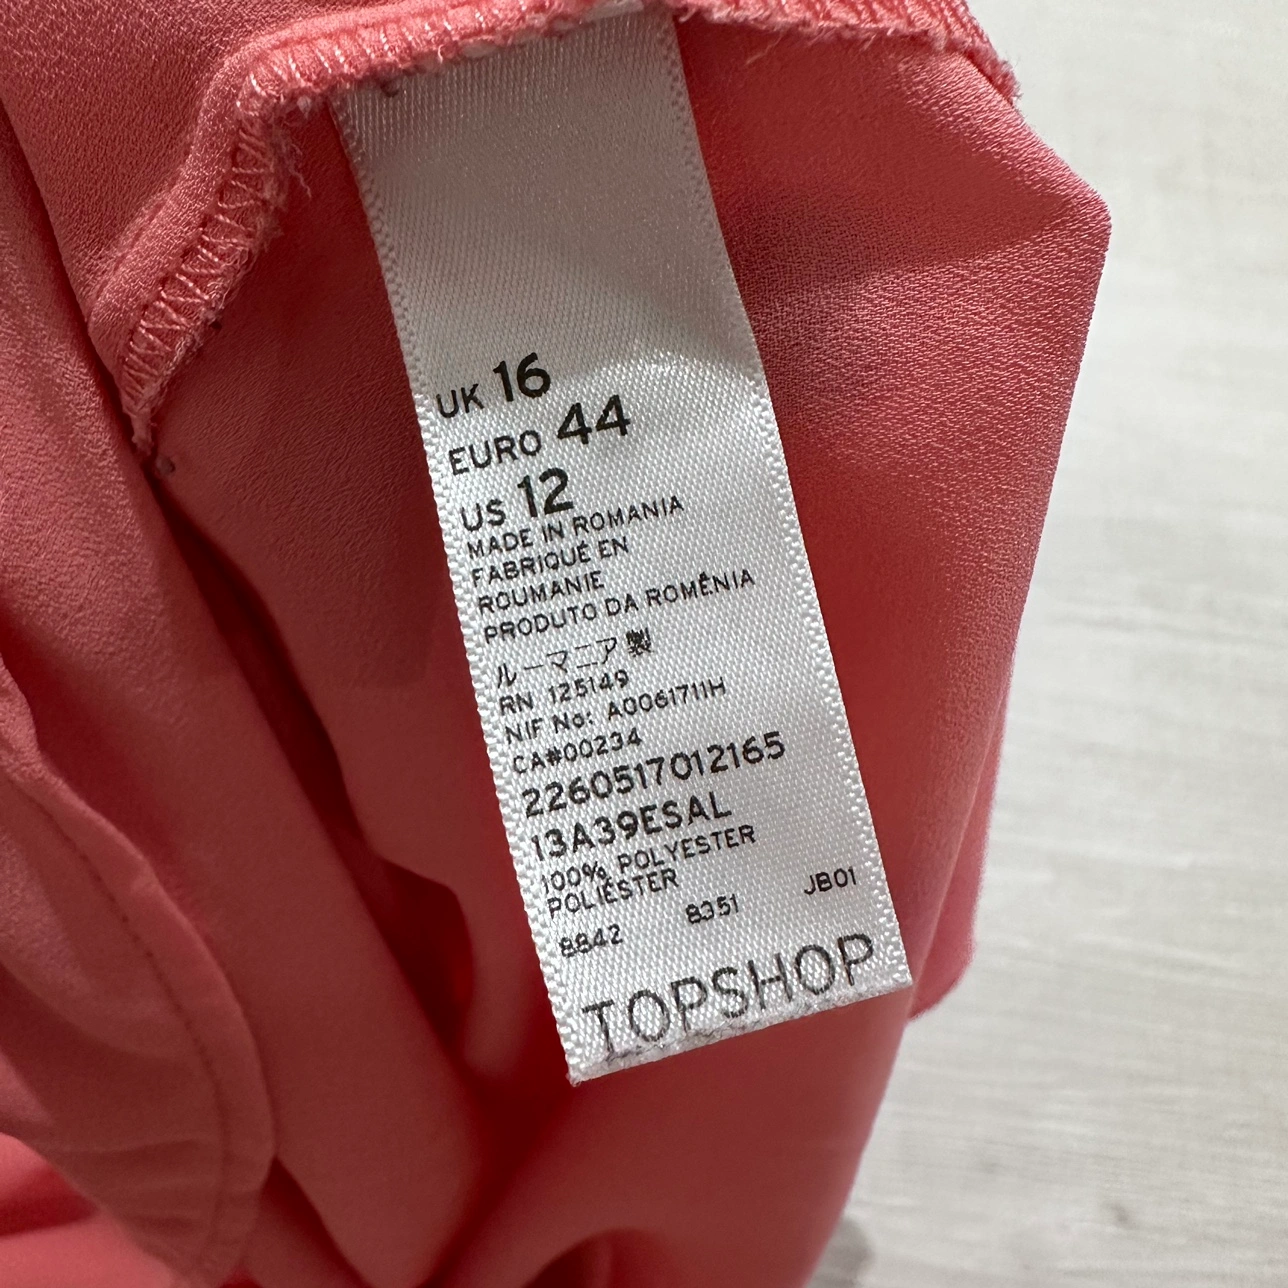 UK 16
EURO 44
US 12
MADE IN ROMANIA
FABRIQUÉ EN
ROUMANIE
PRODUTO DA ROMÊNIA
ルーマニア製
RN 125149
NIF No: A0061711H
CA#00234
2260517012165
13A39ESAL
100% POLYESTER
POLIÉSTER
8842 8351 JB01
TOPSHOP